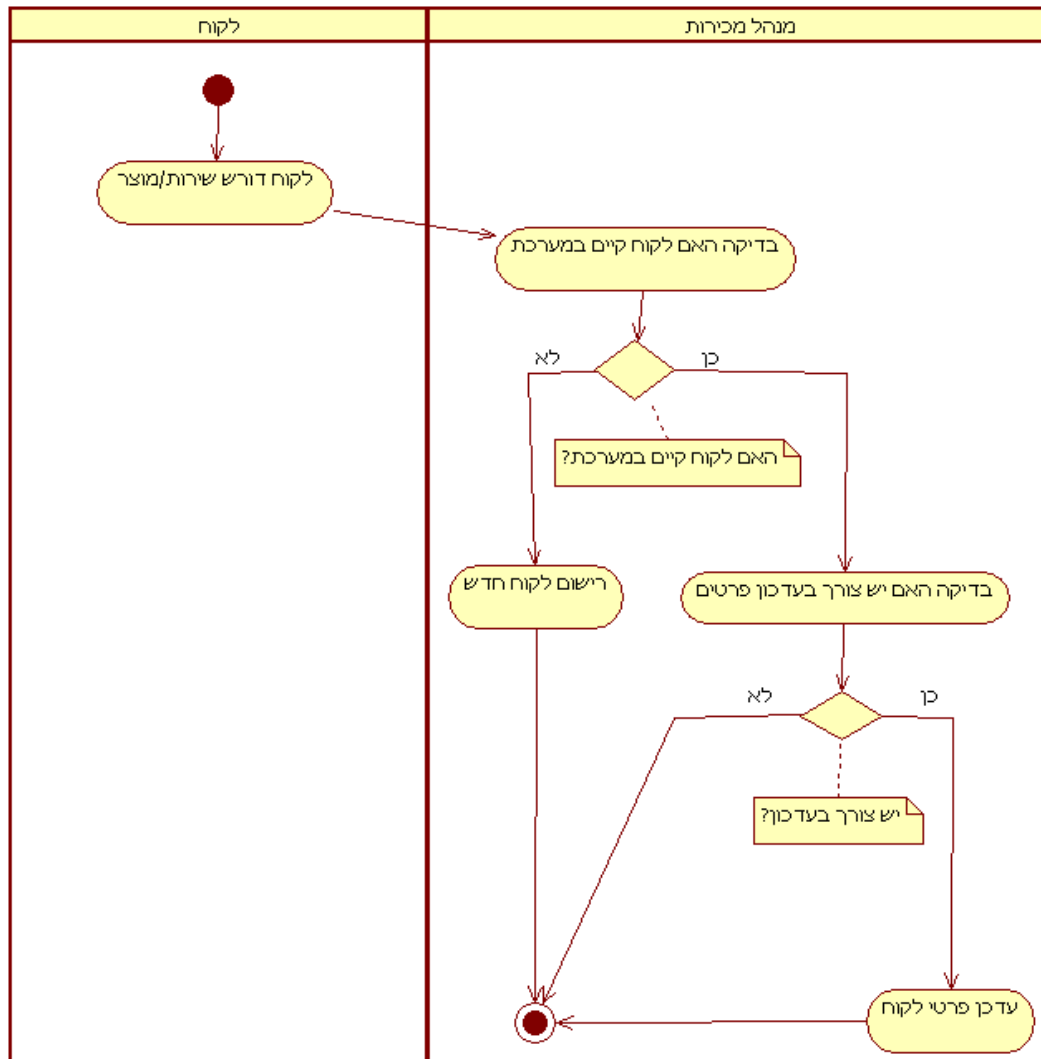 לקוח
מנהל מכירות
לקוח דורש שירות/מוצר
בדיקה האם לקוח קיים במערכת
לא
כן
האם לקוח קיים במערכת?
רישום לקוח חדש
בדיקה האם יש צורך בעדכון פרטים
לא
כן
יש צורך בעדכון?
עדכן פרטי לקוח